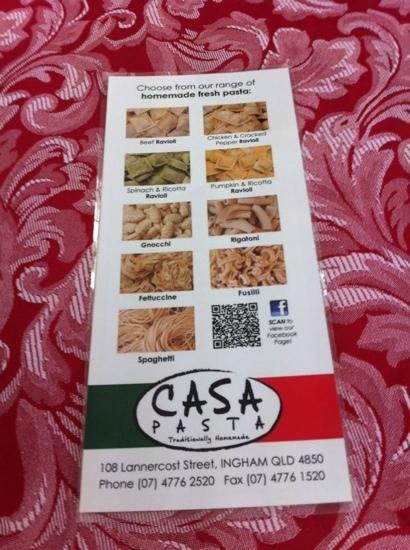 Choose from our range of
homemade fresh pasta:
Beef Ravioli
Chicken & Cracked
Pepper Ravioli
Spinach & Ricotta
Ravioli
Pumpkin & Ricotta
Ravioli
Gnocchi
Rigatoni
Fettuccine
Fusilli
Spaghetti
f
SCAN to
view our
Facebook
Page!
CASA
PASTA
Traditionally Homemade
108 Lannercost Street, INGHAM QLD 4850
Phone (07) 4776 2520 Fax (07) 4776 1520